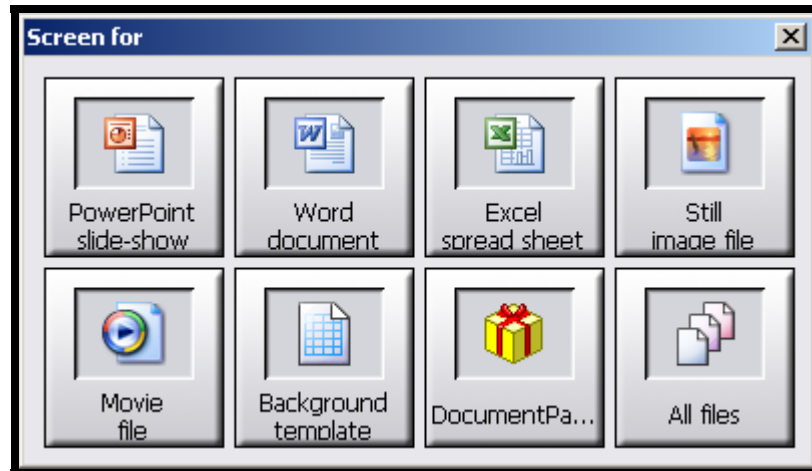 Screen for
PowerPoint
slide-show
Word
document
Excel
spread sheet
Still
image file
Movie
file
Background
template
DocumentPa...
All files